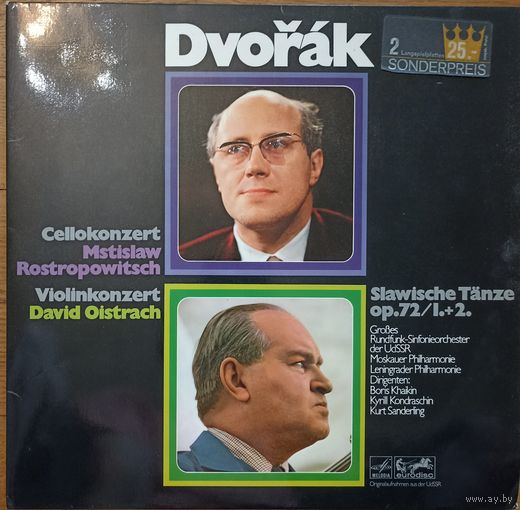 Dvořák
2 Langspielplatten 25.-
SONDERPREIS
Cellokonzert
Mstislaw
Rostropowitsch
Violinkonzert
David Oistrach
Slawische Tänze
op.72/1.+2.
Großes
Rundfunk-Sinfonieorchester
der UdSSR
Moskauer Philharmonie
Leningrader Philharmonie
Dirigenten:
Boris Khaikin
Kyrill Kondraschin
Kurt Sanderling
MELODIA eurodisc
Originalaufnahmen aus der UdSSR
www.ay.by